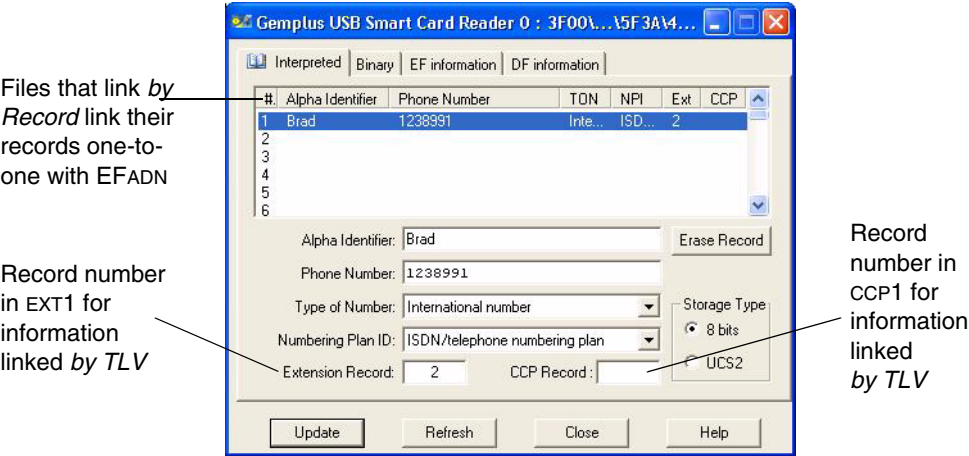 Gemplus USB Smart Card Reader 0 : 3F00\...\5F3A\4...
Interpreted Binary EF information DF information
Files that link by
Record link their
records one-to-
one with EFADN
#. Alpha Identifier Phone Number TON NPI Ext CCP
1 Brad 1238991 Inte... ISD... 2
2
3
4
5
6
Alpha Identifier: Brad Erase Record
Phone Number: 1238991
Type of Number: International number
Numbering Plan ID: ISDN/telephone numbering plan
Extension Record: 2 CCP Record :
Storage Type
8 bits
UCS2
Record number
in EXT1 for
information
linked by TLV
Record
number in
CCP1 for
information
linked
by TLV
Update Refresh Close Help